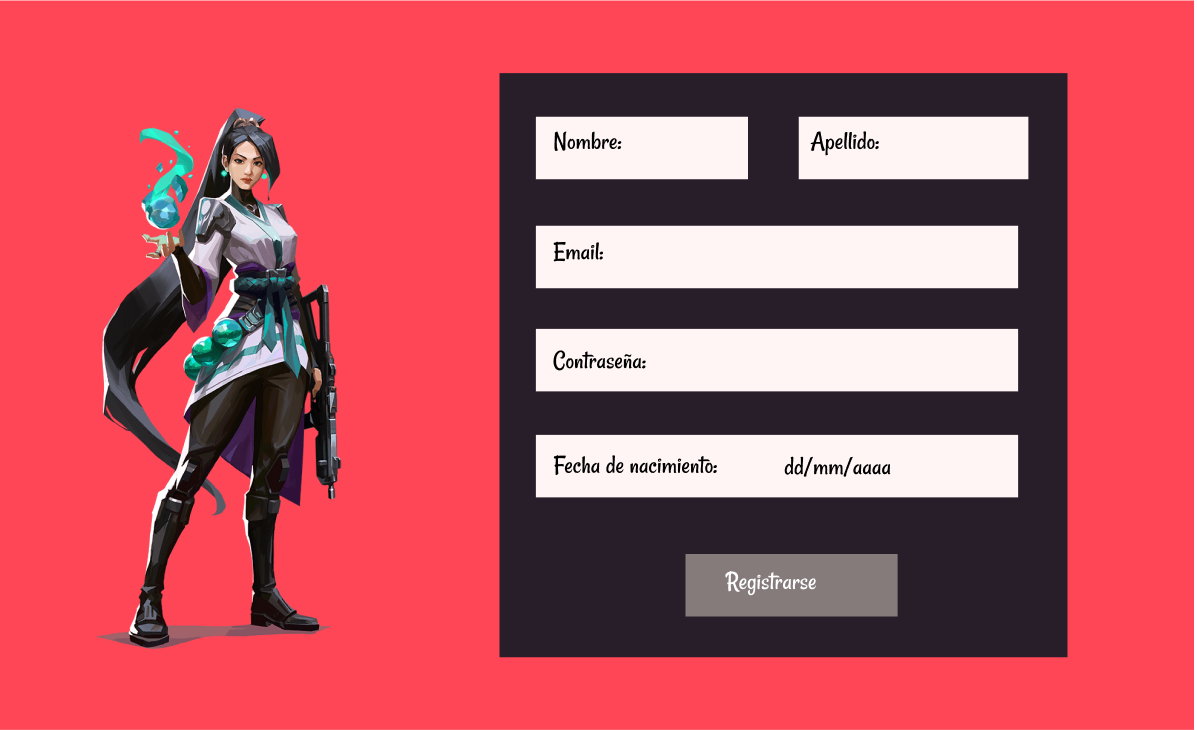 Nombre:
Apellido:
Email:
Contraseña:
Fecha de nacimiento: dd/mm/aaaa
Registrarse